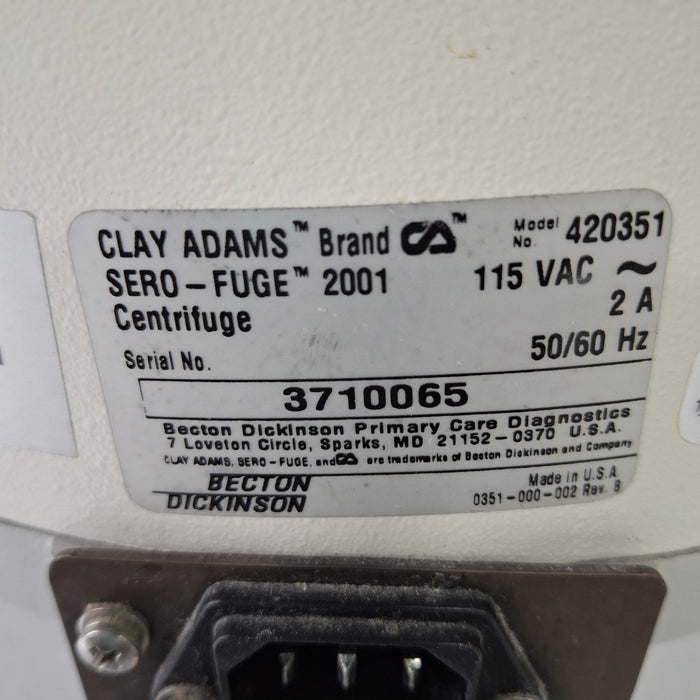 CLAY ADAMS™ Brand ™ Model No. 420351
SERO-FUGE™ 2001 115 VAC ~
Centrifuge 2 A
50/60 Hz
Serial No.
3710065
Becton Dickinson Primary Care Diagnostics
7 Loveton Circle, Sparks, MD 21152-0370 U.S.A.
CLAY ADAMS, SERO-FUGE, and are trademarks of Becton Dickinson and Company
BECTON
DICKINSON
Made in U.S.A.
0351-000-002 Rev. B